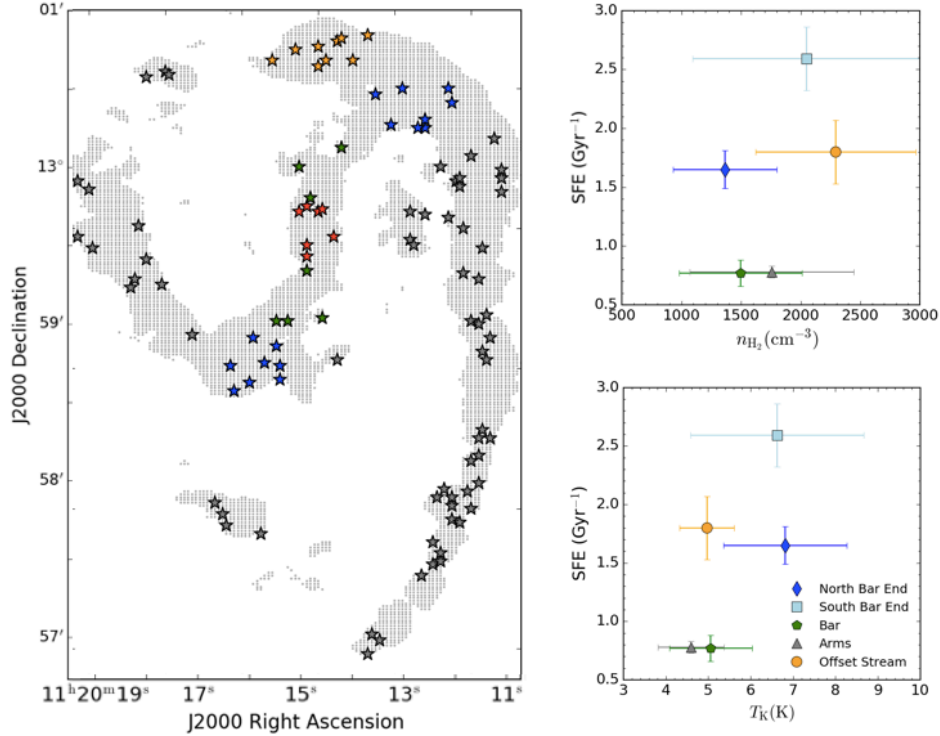 01′
13°
59′
58′
57′
J2000 Declination
11ʰ20ᵐ19ˢ
17ˢ
15ˢ
13ˢ
11ˢ
J2000 Right Ascension
3.0
2.5
2.0
1.5
1.0
0.5
SFE (Gyr⁻¹)
500
1000
1500
2000
2500
3000
n_H₂ (cm⁻³)
3.0
2.5
2.0
1.5
1.0
0.5
SFE (Gyr⁻¹)
North Bar End
South Bar End
Bar
Arms
Offset Stream
3
4
5
6
7
8
9
10
T_K (K)